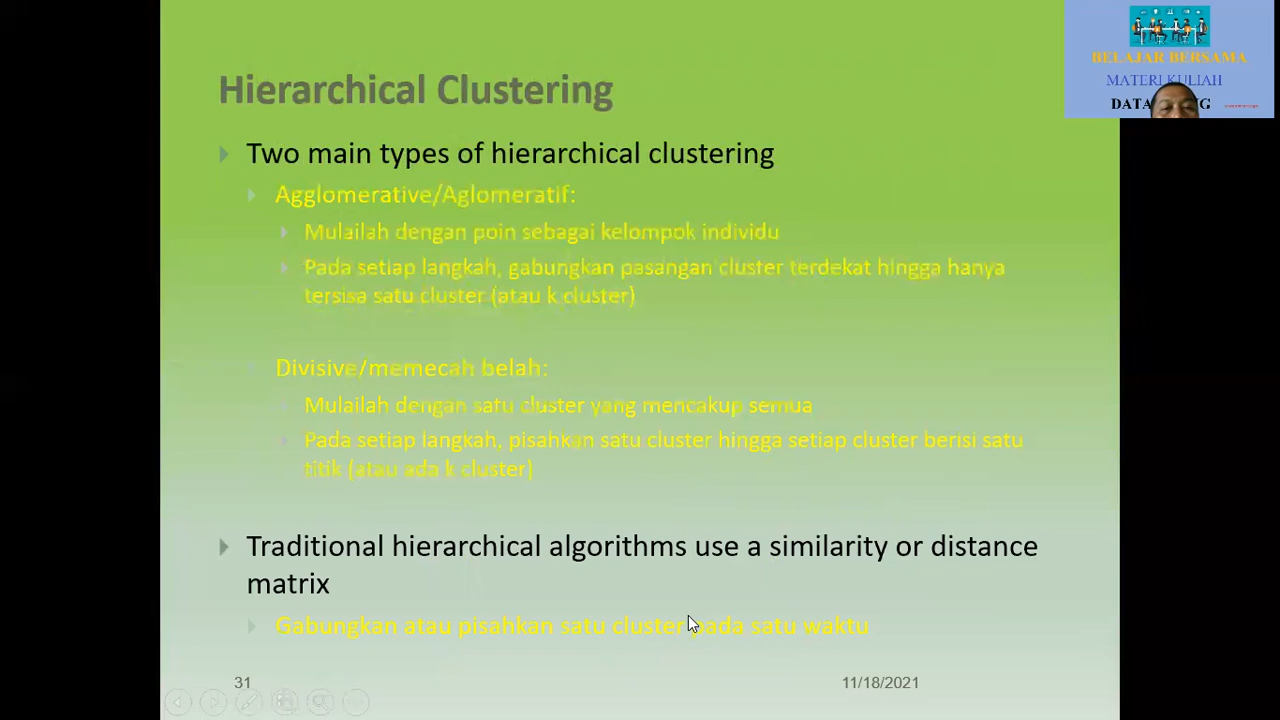 Hierarchical Clustering
Two main types of hierarchical clustering
Agglomerative/Aglomeratif:
Mulailah dengan poin sebagai kelompok individu
Pada setiap langkah, gabungkan pasangan cluster terdekat hingga hanya
tersisa satu cluster (atau k cluster)
Divisive/memecah belah:
Mulailah dengan satu cluster yang mencakup semua
Pada setiap langkah, pisahkan satu cluster hingga setiap cluster berisi satu
titik (atau ada k cluster)
Traditional hierarchical algorithms use a similarity or distance
matrix
Gabungkan atau pisahkan satu cluster pada satu waktu
31
11/18/2021
BELAJAR BERSAMA
MATERI KULIAH
DATA